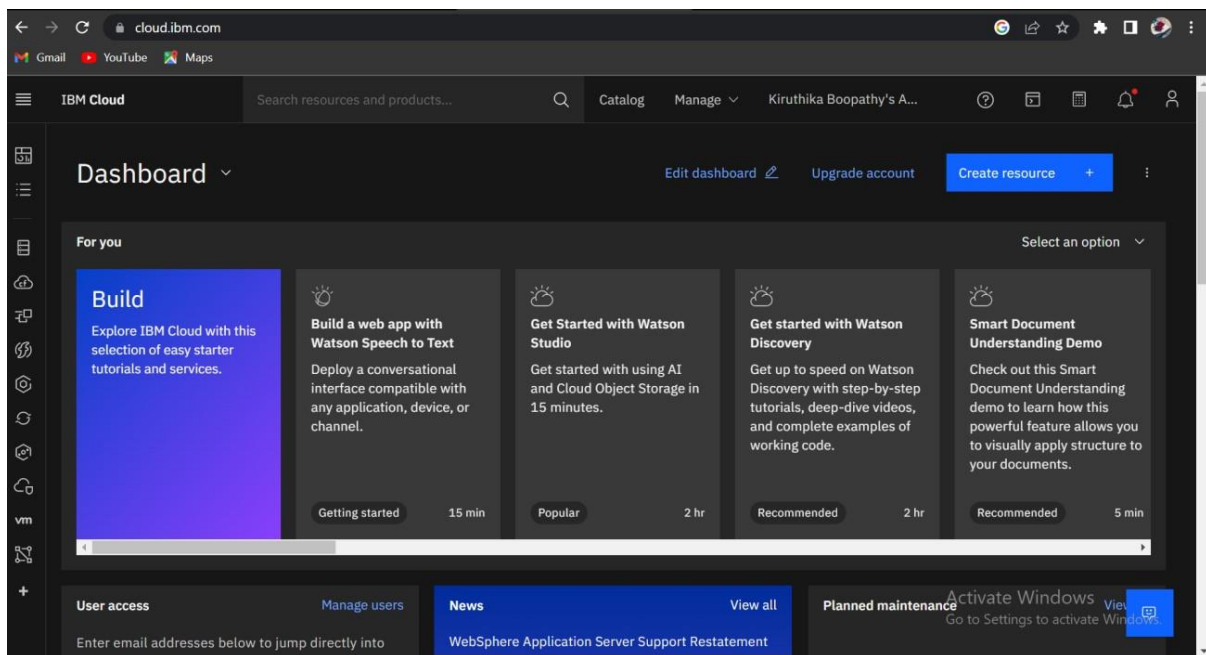 cloud.ibm.com
Gmail YouTube Maps
IBM Cloud Search resources and products... Catalog Manage Kiruthika Boopathy's A...
Dashboard Edit dashboard Upgrade account Create resource +
For you Select an option
Build
Explore IBM Cloud with this
selection of easy starter
tutorials and services.
Build a web app with
Watson Speech to Text
Deploy a conversational
interface compatible with
any application, device, or
channel.
Getting started 15 min
Get Started with Watson
Studio
Get started with using AI
and Cloud Object Storage in
15 minutes.
Popular 2 hr
Get started with Watson
Discovery
Get up to speed on Watson
Discovery with step-by-step
tutorials, deep-dive videos,
and complete examples of
working code.
Recommended 2 hr
Smart Document
Understanding Demo
Check out this Smart
Document Understanding
demo to learn how this
powerful feature allows you
to visually apply structure to
your documents.
Recommended 5 min
vm
User access Manage users
Enter email addresses below to jump directly into
News View all
WebSphere Application Server Support Restatement
Planned maintenance
Activate Windows
Go to Settings to activate Windows.